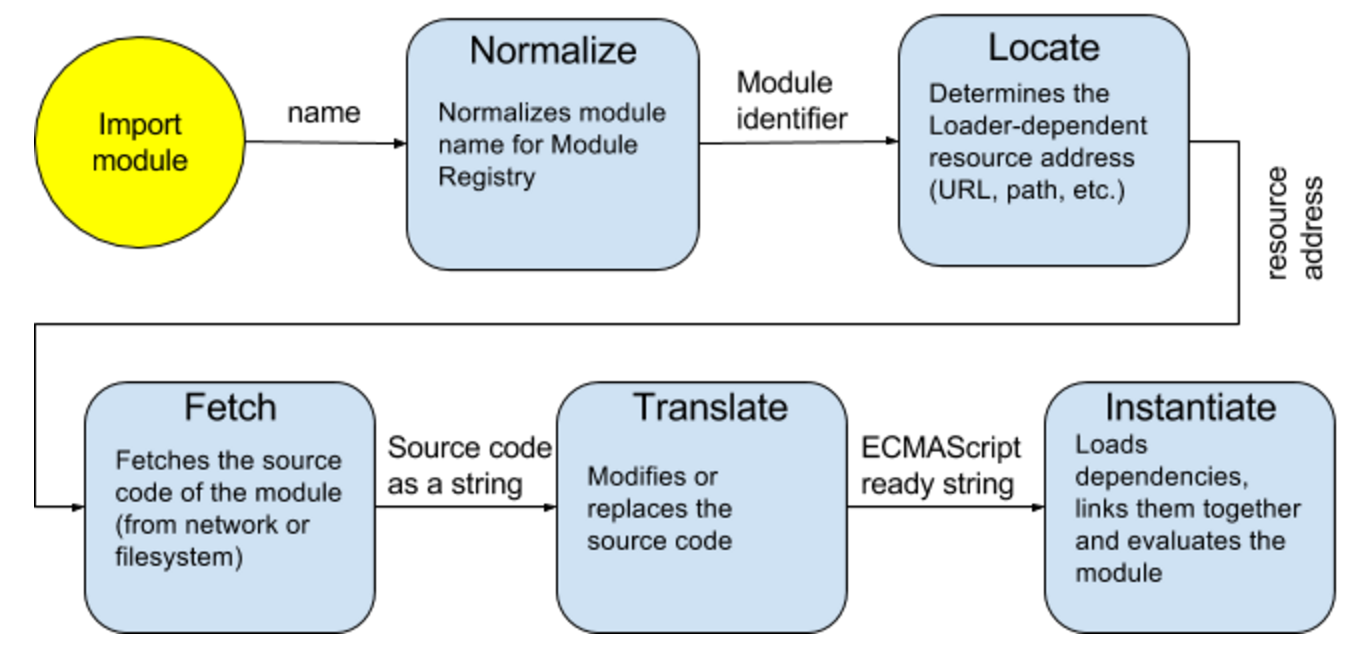 Import
module
name
Normalize
Normalizes module
name for Module
Registry
Module
identifier
Locate
Determines the
Loader-dependent
resource address
(URL, path, etc.)
resource
address
Fetch
Fetches the source
code of the module
(from network or
filesystem)
Source code
as a string
Translate
Modifies or
replaces the
source code
ECMAScript
ready string
Instantiate
Loads
dependencies,
links them together
and evaluates the
module